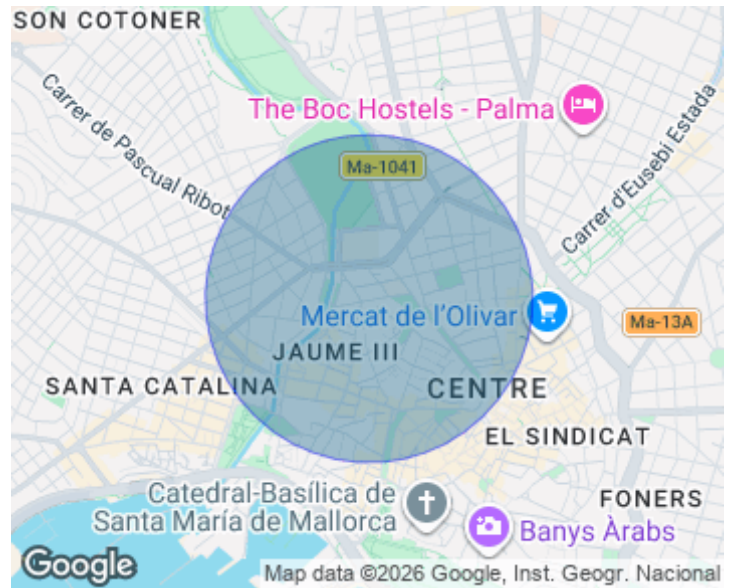 SON COTONER
The Boc Hostels - Palma
Carrer de Pascual Ribot
Ma-1041
Carrer d'Eusebi Estada
Mercat de l'Olivar
Ma-13A
JAUME III
SANTA CATALINA
CENTRE
EL SINDICAT
Catedral-Basílica de
Santa María de Mallorca
FONERS
Banys Àrabs
Google
Map data ©2026 Google, Inst. Geogr. Nacional